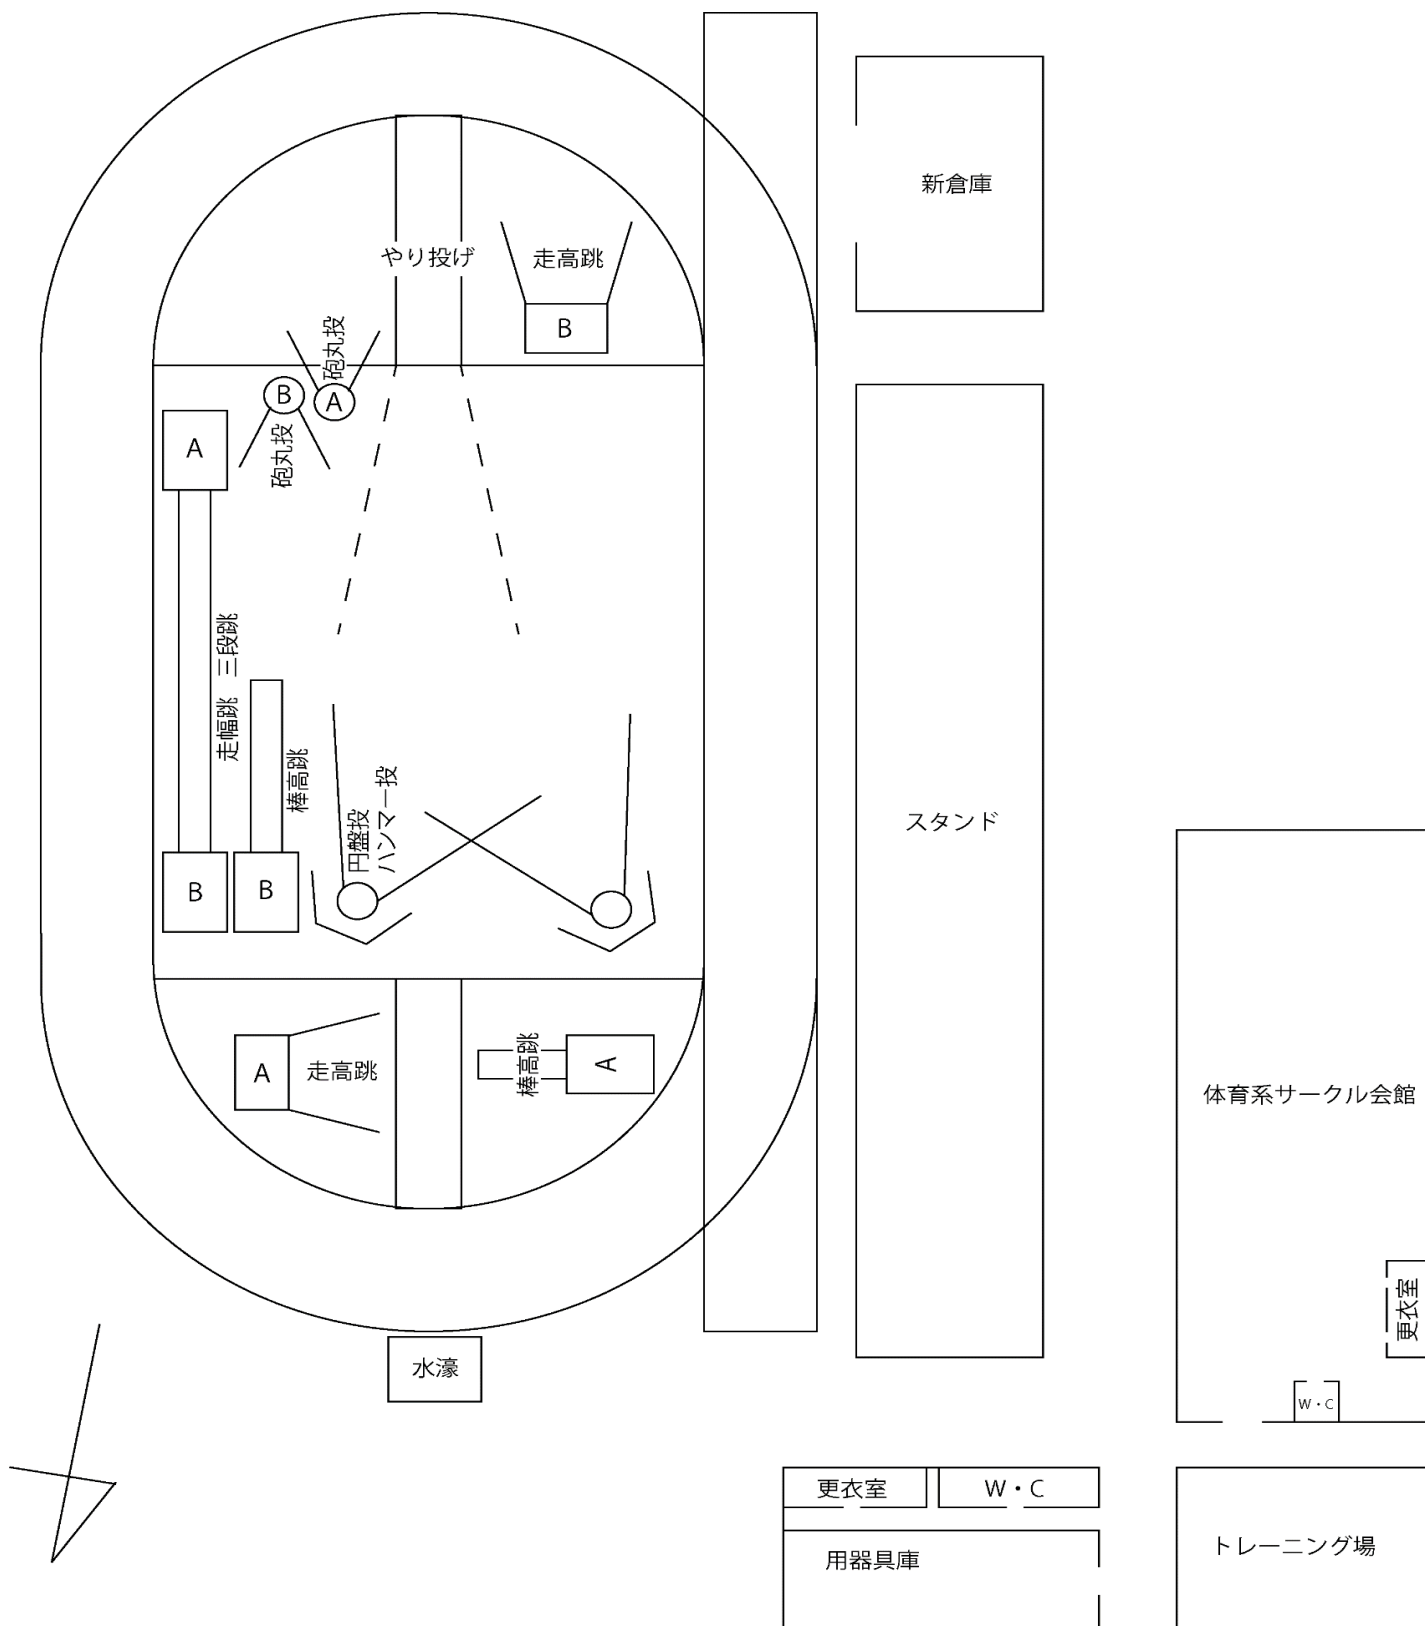 新倉庫
やり投げ
走高跳
B
砲丸投
B
A
砲丸投
A
三段跳
走幅跳
棒高跳
円盤投
ハンマー投
スタンド
B
B
A
走高跳
棒高跳
A
体育系サークル会館
更衣室
水濠
W・C
更衣室
W・C
用器具庫
トレーニング場